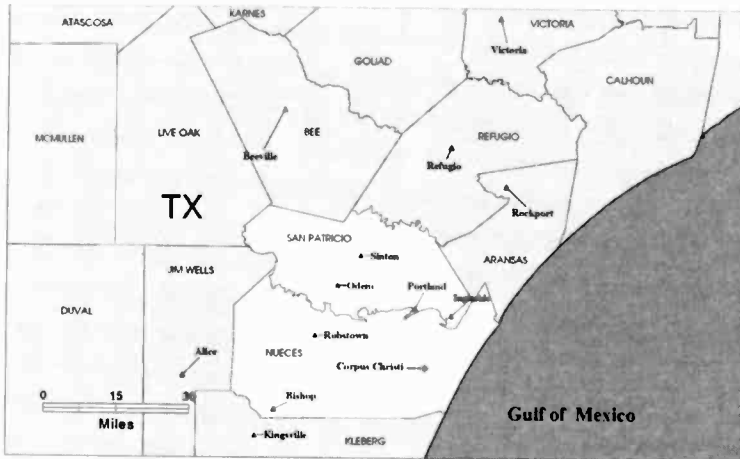 KARNES
VICTORIA
ATASCOSA
Victoria
GOLIAD
CALHOUN
MCMULLEN
LIVE OAK
BEE
REFUGIO
Beeville
Refugio
TX
Rockport
SAN PATRICIO
Sinton
ARANSAS
JIM WELLS
Odem
Portland
DUVAL
Robstown
NUECES
Alice
Corpus Christi
0 15 30
Bishop
Miles
Gulf of Mexico
Kingsville
KLEBERG